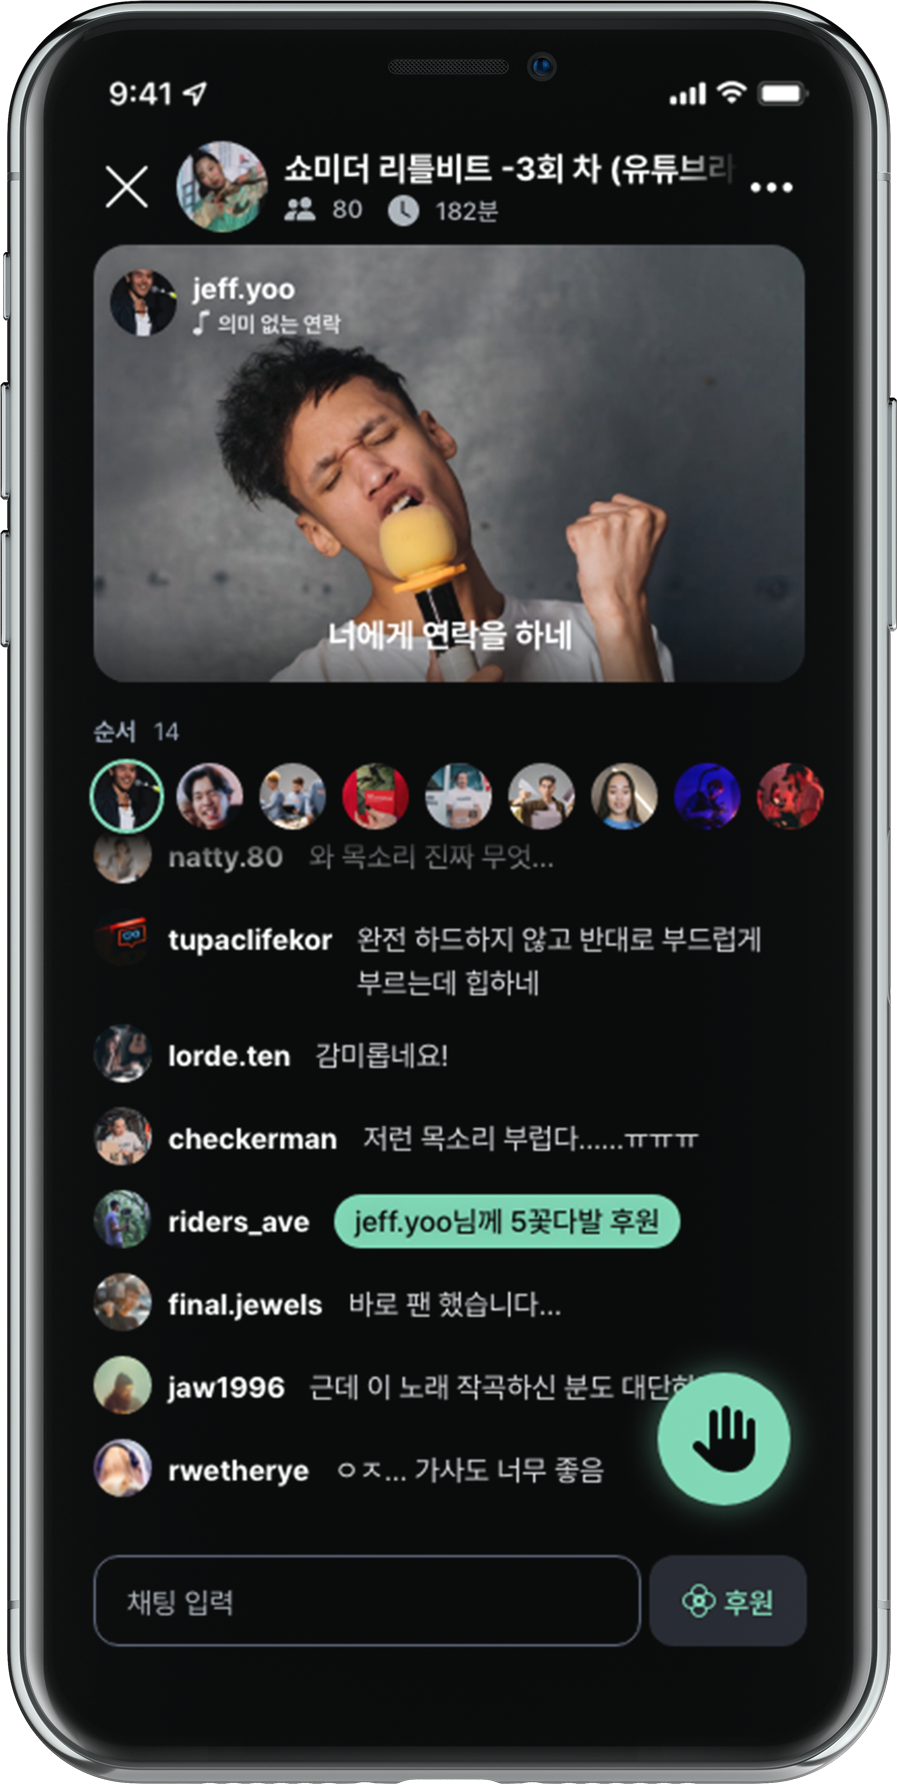 9:41
쇼미더 리틀비트 -3회 차 (유튜브라
80 182분
jeff.yoo
의미 없는 연락
너에게 연락을 하네
순서 14
natty.80 와 목소리 진짜 무엇...
tupaclifekor 완전 하드하지 않고 반대로 부드럽게
부르는데 힙하네
lorde.ten 감미롭네요!
checkerman 저런 목소리 부럽다......ㅠㅠㅠ
riders_ave jeff.yoo님께 5꽃다발 후원
final.jewels 바로 팬 했습니다...
jaw1996 근데 이 노래 작곡하신 분도
rwetherye ㅇㅈ... 가사도 너무 좋음
채팅 입력 후원